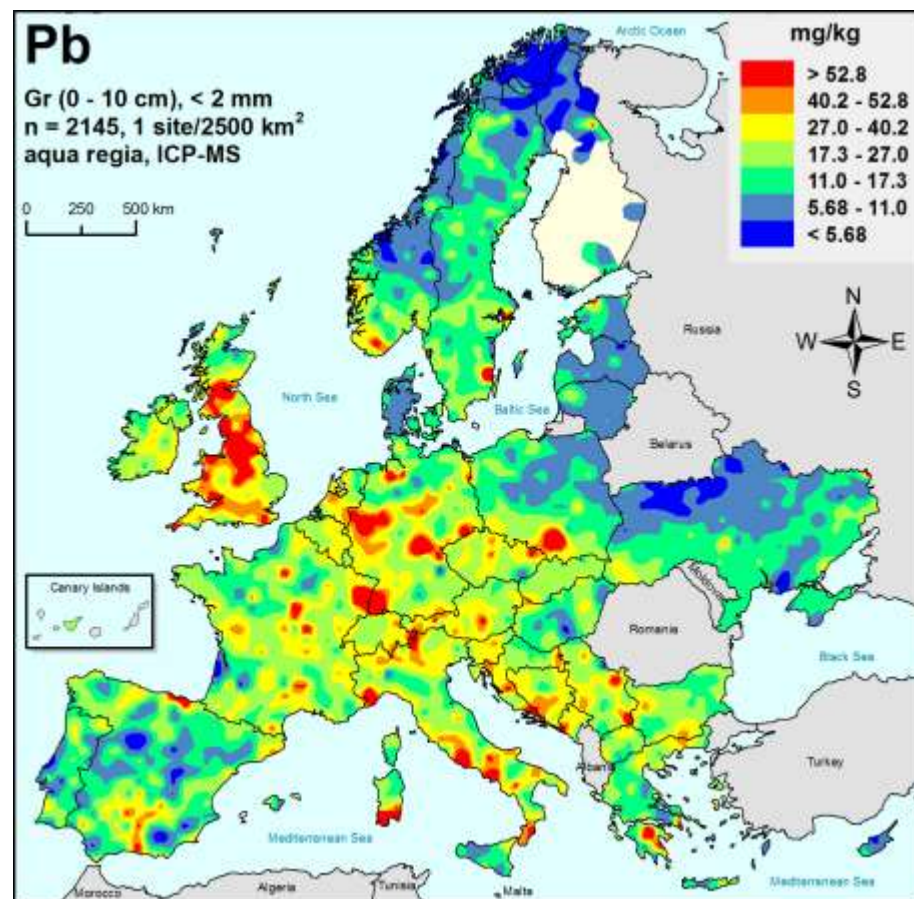 Pb
Gr (0 - 10 cm), < 2 mm
n = 2145, 1 site/2500 km²
aqua regia, ICP-MS
0 250 500 km
Arctic Ocean
mg/kg
> 52.8
40.2 - 52.8
27.0 - 40.2
17.3 - 27.0
11.0 - 17.3
5.68 - 11.0
< 5.68
N
W E
S
Russia
North Sea
Baltic Sea
Belarus
Canary Islands
Moldova
Romania
Black Sea
Albania
Turkey
Mediterranean Sea
Mediterranean Sea
Morocco
Algeria
Tunisia
Malta